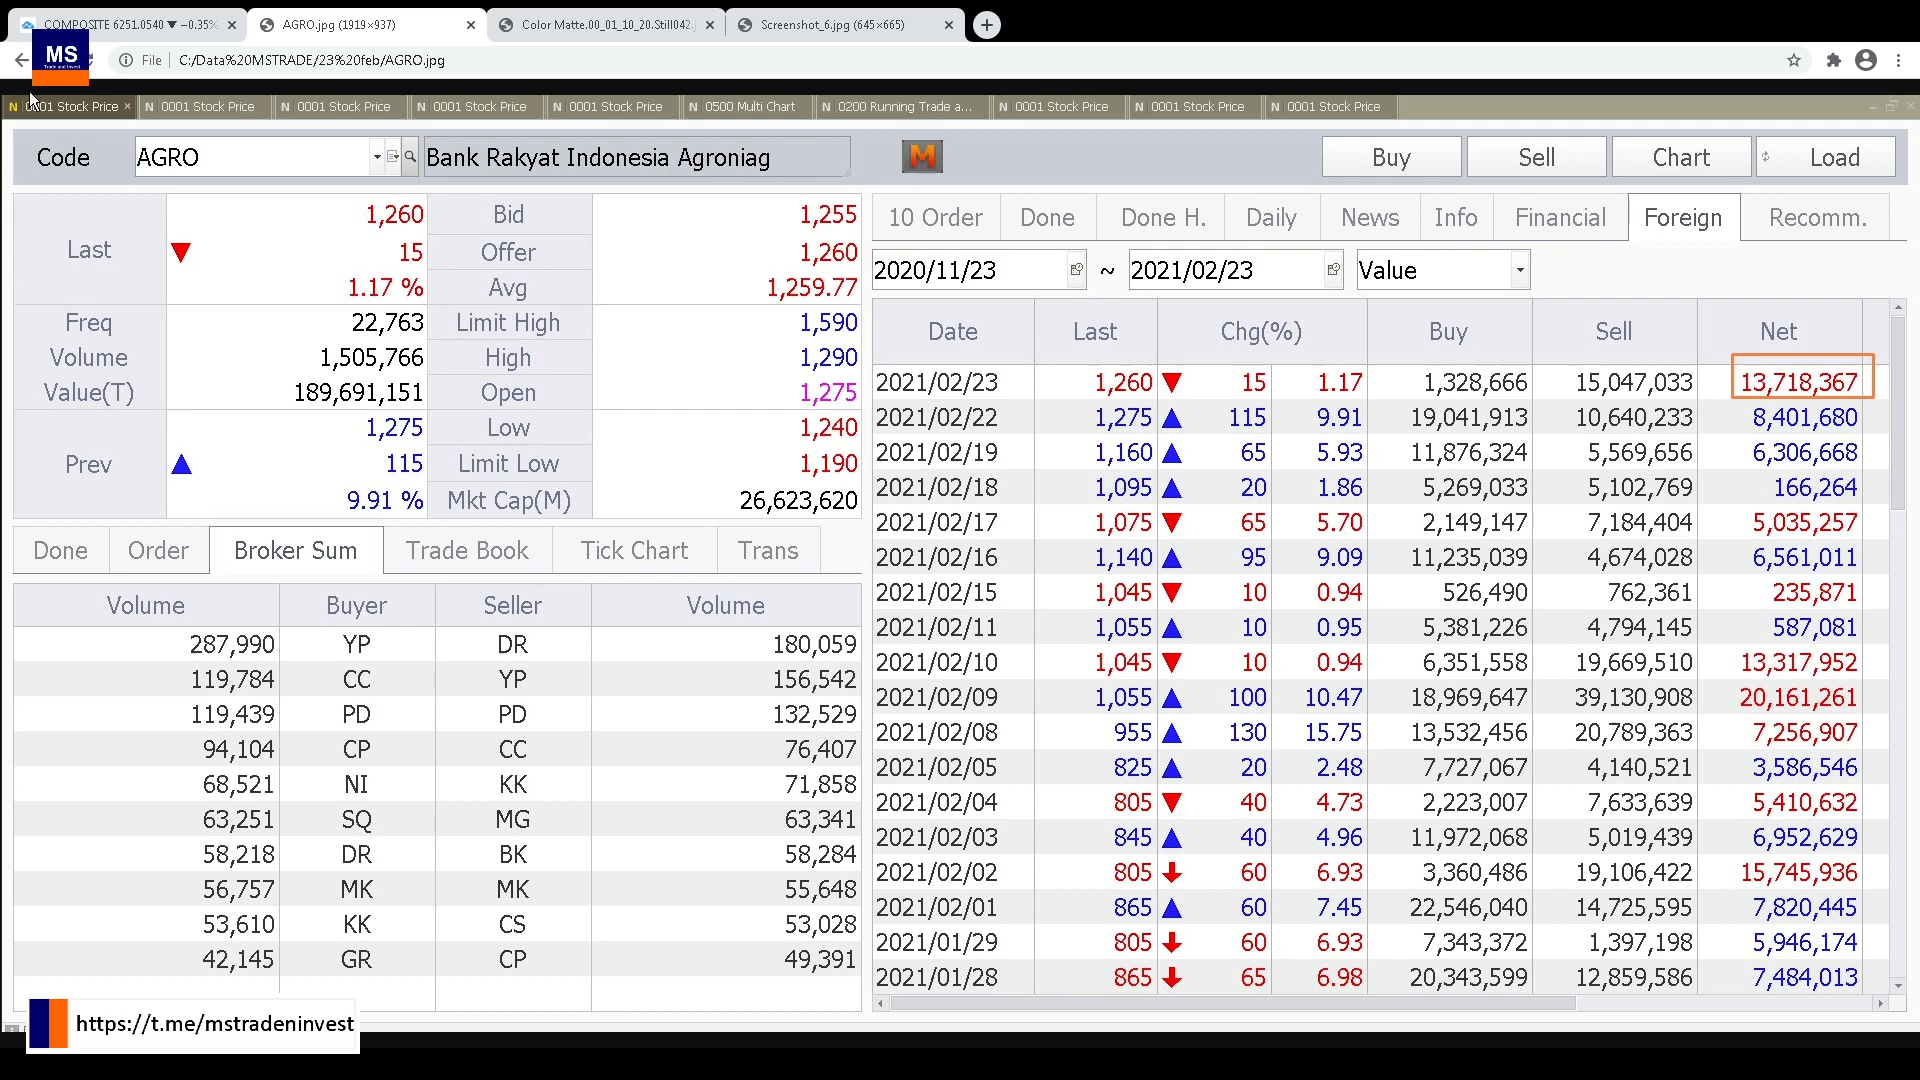 COMPOSITE 6251.0540 ▼ −0.35% ×
AGRO.jpg (1919×937) ×
Color Matte.00_01_10_20.Still042. ×
Screenshot_6.jpg (645×665) ×
MS
Trade and Invest
File | C:/Data%20MSTRADE/23%20feb/AGRO.jpg
N 0001 Stock Price × N 0001 Stock Price N 0001 Stock Price N 0001 Stock Price N 0001 Stock Price N 0500 Multi Chart N 0200 Running Trade a... N 0001 Stock Price N 0001 Stock Price N 0001 Stock Price
Code AGRO Bank Rakyat Indonesia Agroniag M Buy Sell Chart Load
Last 1,260 Bid 1,255
▼ 15 Offer 1,260
1.17 % Avg 1,259.77
Freq 22,763 Limit High 1,590
Volume 1,505,766 High 1,290
Value(T) 189,691,151 Open 1,275
Prev 1,275 Low 1,240
▲ 115 Limit Low 1,190
9.91 % Mkt Cap(M) 26,623,620
Done Order Broker Sum Trade Book Tick Chart Trans
Volume Buyer Seller Volume
287,990 YP DR 180,059
119,784 CC YP 156,542
119,439 PD PD 132,529
94,104 CP CC 76,407
68,521 NI KK 71,858
63,251 SQ MG 63,341
58,218 DR BK 58,284
56,757 MK MK 55,648
53,610 KK CS 53,028
42,145 GR CP 49,391
10 Order Done Done H. Daily News Info Financial Foreign Recomm.
2020/11/23 ~ 2021/02/23 Value
Date Last Chg(%) Buy Sell Net
2021/02/23 1,260 ▼ 15 1.17 1,328,666 15,047,033 13,718,367
2021/02/22 1,275 ▲ 115 9.91 19,041,913 10,640,233 8,401,680
2021/02/19 1,160 ▲ 65 5.93 11,876,324 5,569,656 6,306,668
2021/02/18 1,095 ▲ 20 1.86 5,269,033 5,102,769 166,264
2021/02/17 1,075 ▼ 65 5.70 2,149,147 7,184,404 5,035,257
2021/02/16 1,140 ▲ 95 9.09 11,235,039 4,674,028 6,561,011
2021/02/15 1,045 ▼ 10 0.94 526,490 762,361 235,871
2021/02/11 1,055 ▲ 10 0.95 5,381,226 4,794,145 587,081
2021/02/10 1,045 ▼ 10 0.94 6,351,558 19,669,510 13,317,952
2021/02/09 1,055 ▲ 100 10.47 18,969,647 39,130,908 20,161,261
2021/02/08 955 ▲ 130 15.75 13,532,456 20,789,363 7,256,907
2021/02/05 825 ▲ 20 2.48 7,727,067 4,140,521 3,586,546
2021/02/04 805 ▼ 40 4.73 2,223,007 7,633,639 5,410,632
2021/02/03 845 ▲ 40 4.96 11,972,068 5,019,439 6,952,629
2021/02/02 805 ↓ 60 6.93 3,360,486 19,106,422 15,745,936
2021/02/01 865 ▲ 60 7.45 22,546,040 14,725,595 7,820,445
2021/01/29 805 ↓ 60 6.93 7,343,372 1,397,198 5,946,174
2021/01/28 865 ↓ 65 6.98 20,343,599 12,859,586 7,484,013
https://t.me/mstradeninvest